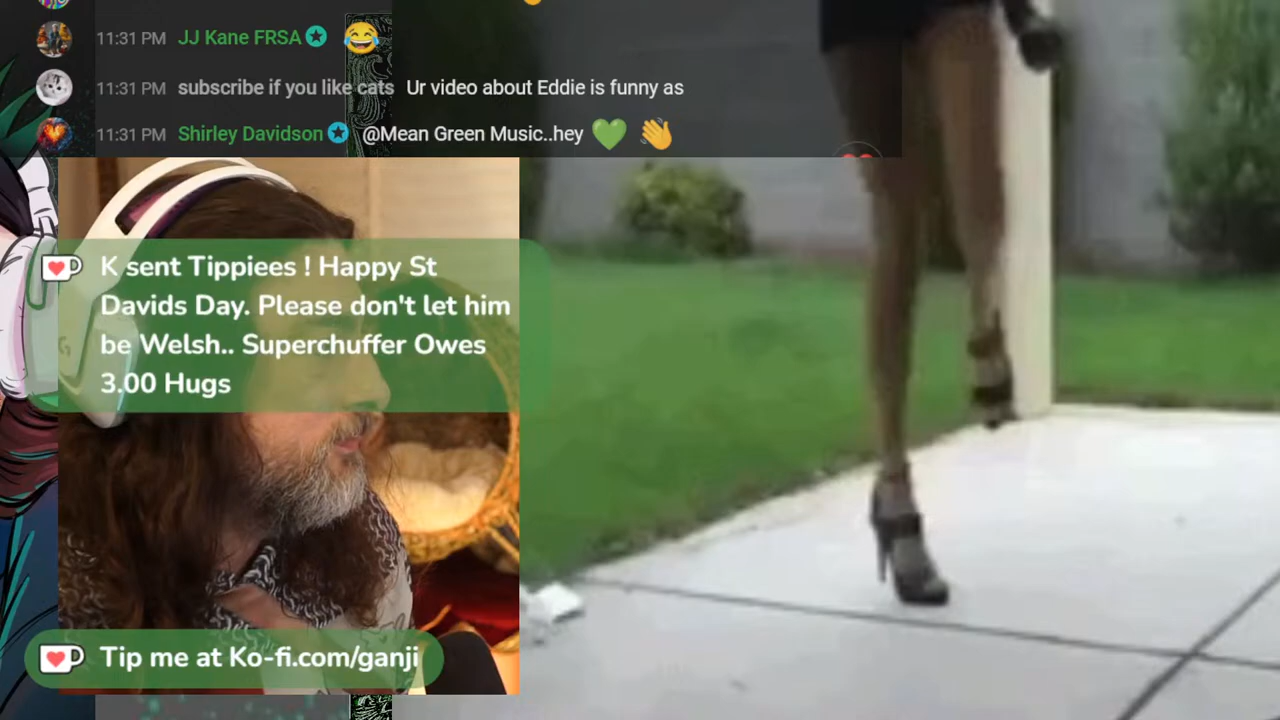 11:31 PM JJ Kane FRSA 😂
11:31 PM subscribe if you like cats Ur video about Eddie is funny as
11:31 PM Shirley Davidson @Mean Green Music..hey 💚 👋
K sent Tippiees ! Happy St
Davids Day. Please don't let him
be Welsh.. Superchuffer Owes
3.00 Hugs
Tip me at Ko-fi.com/ganji